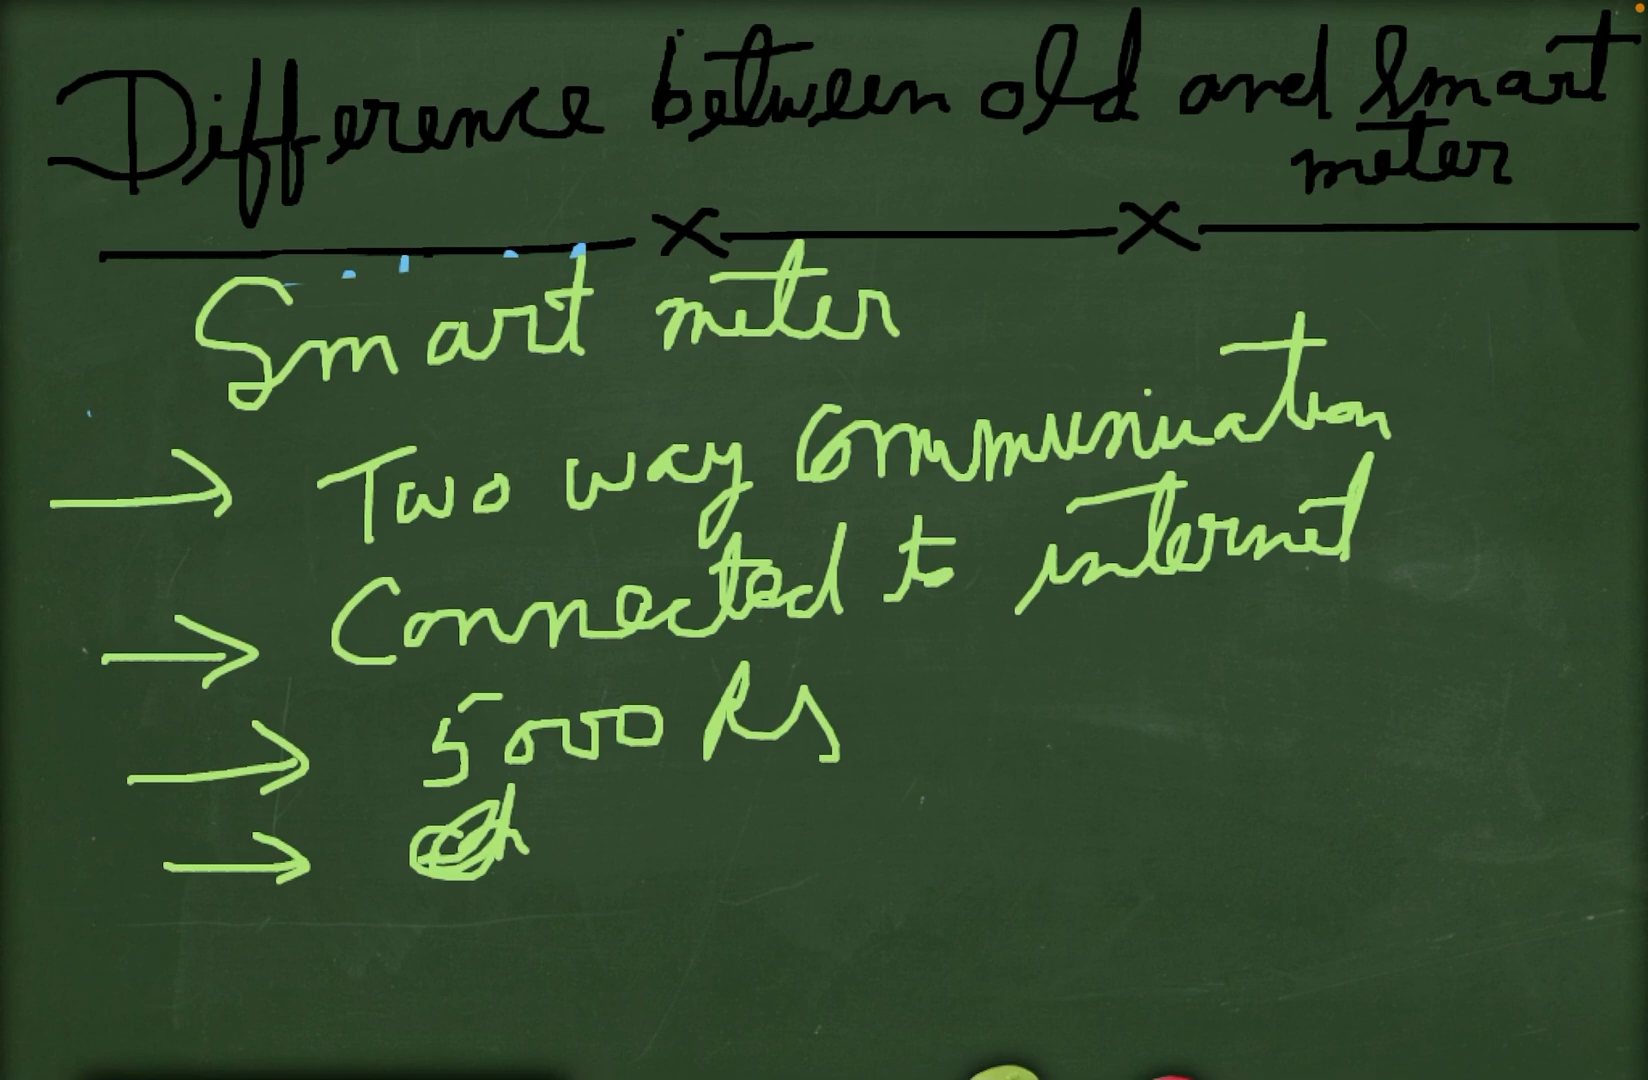 Difference between old and Smart
meter
Smart meter
→ Two way Communication
→ Connected to internet
→ 5000 Rs
→